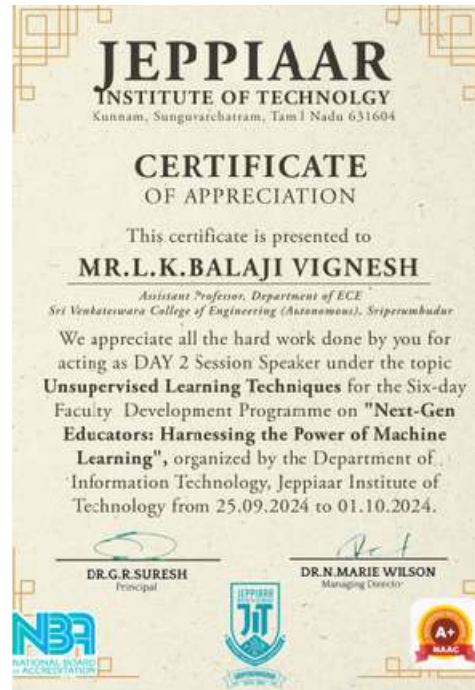 JEPPIAAR
INSTITUTE OF TECHNOLGY
Kunnam, Sunguvarchatram, Tam l Nadu 631604
CERTIFICATE
OF APPRECIATION
This certificate is presented to
MR.L.K.BALAJI VIGNESH
Assistant Professor, Department of ECE
Sri Venkateswara College of Engineering (Autonomous), Sriperumbudur
We appreciate all the hard work done by you for
acting as DAY 2 Session Speaker under the topic
Unsupervised Learning Techniques for the Six-day
Faculty Development Programme on "Next-Gen
Educators: Harnessing the Power of Machine
Learning", organized by the Department of
Information Technology, Jeppiaar Institute of
Technology from 25.09.2024 to 01.10.2024.
DR.G.R.SURESH
Principal
DR.N.MARIE WILSON
Managing Director
NBA
NATIONAL BOARD
of ACCREDITATION
JEPPIAAR
JIT
A+
NAAC